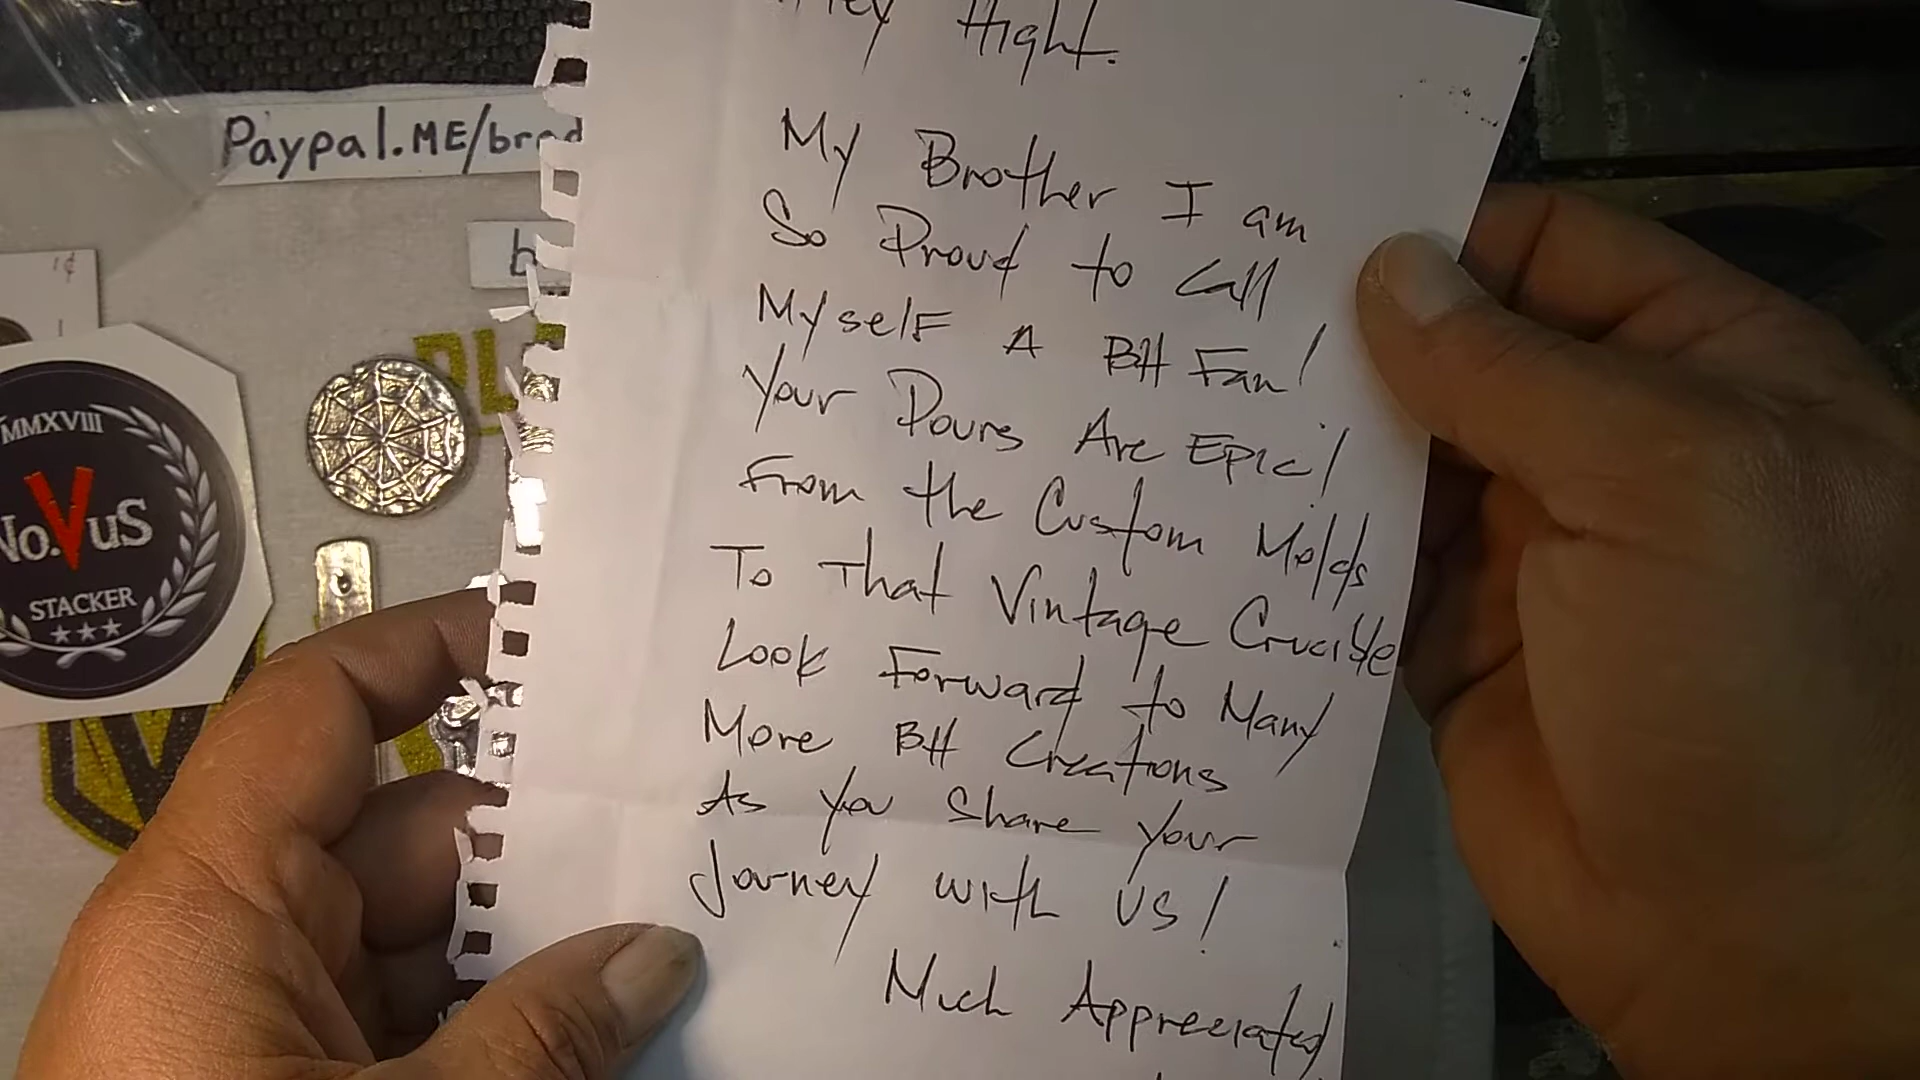 Hight.
My Brother I am
So Proud to Call
Myself A BH Fan!
Your Pours Are Epic!
From the Custom Molds
To That Vintage Crucible
Look Forward to Many
More BH Creations
As you Share your
Journey with us!
Much Appreciated
Paypal.ME/brad
b
1¢
MMXVIII
No.VuS
STACKER